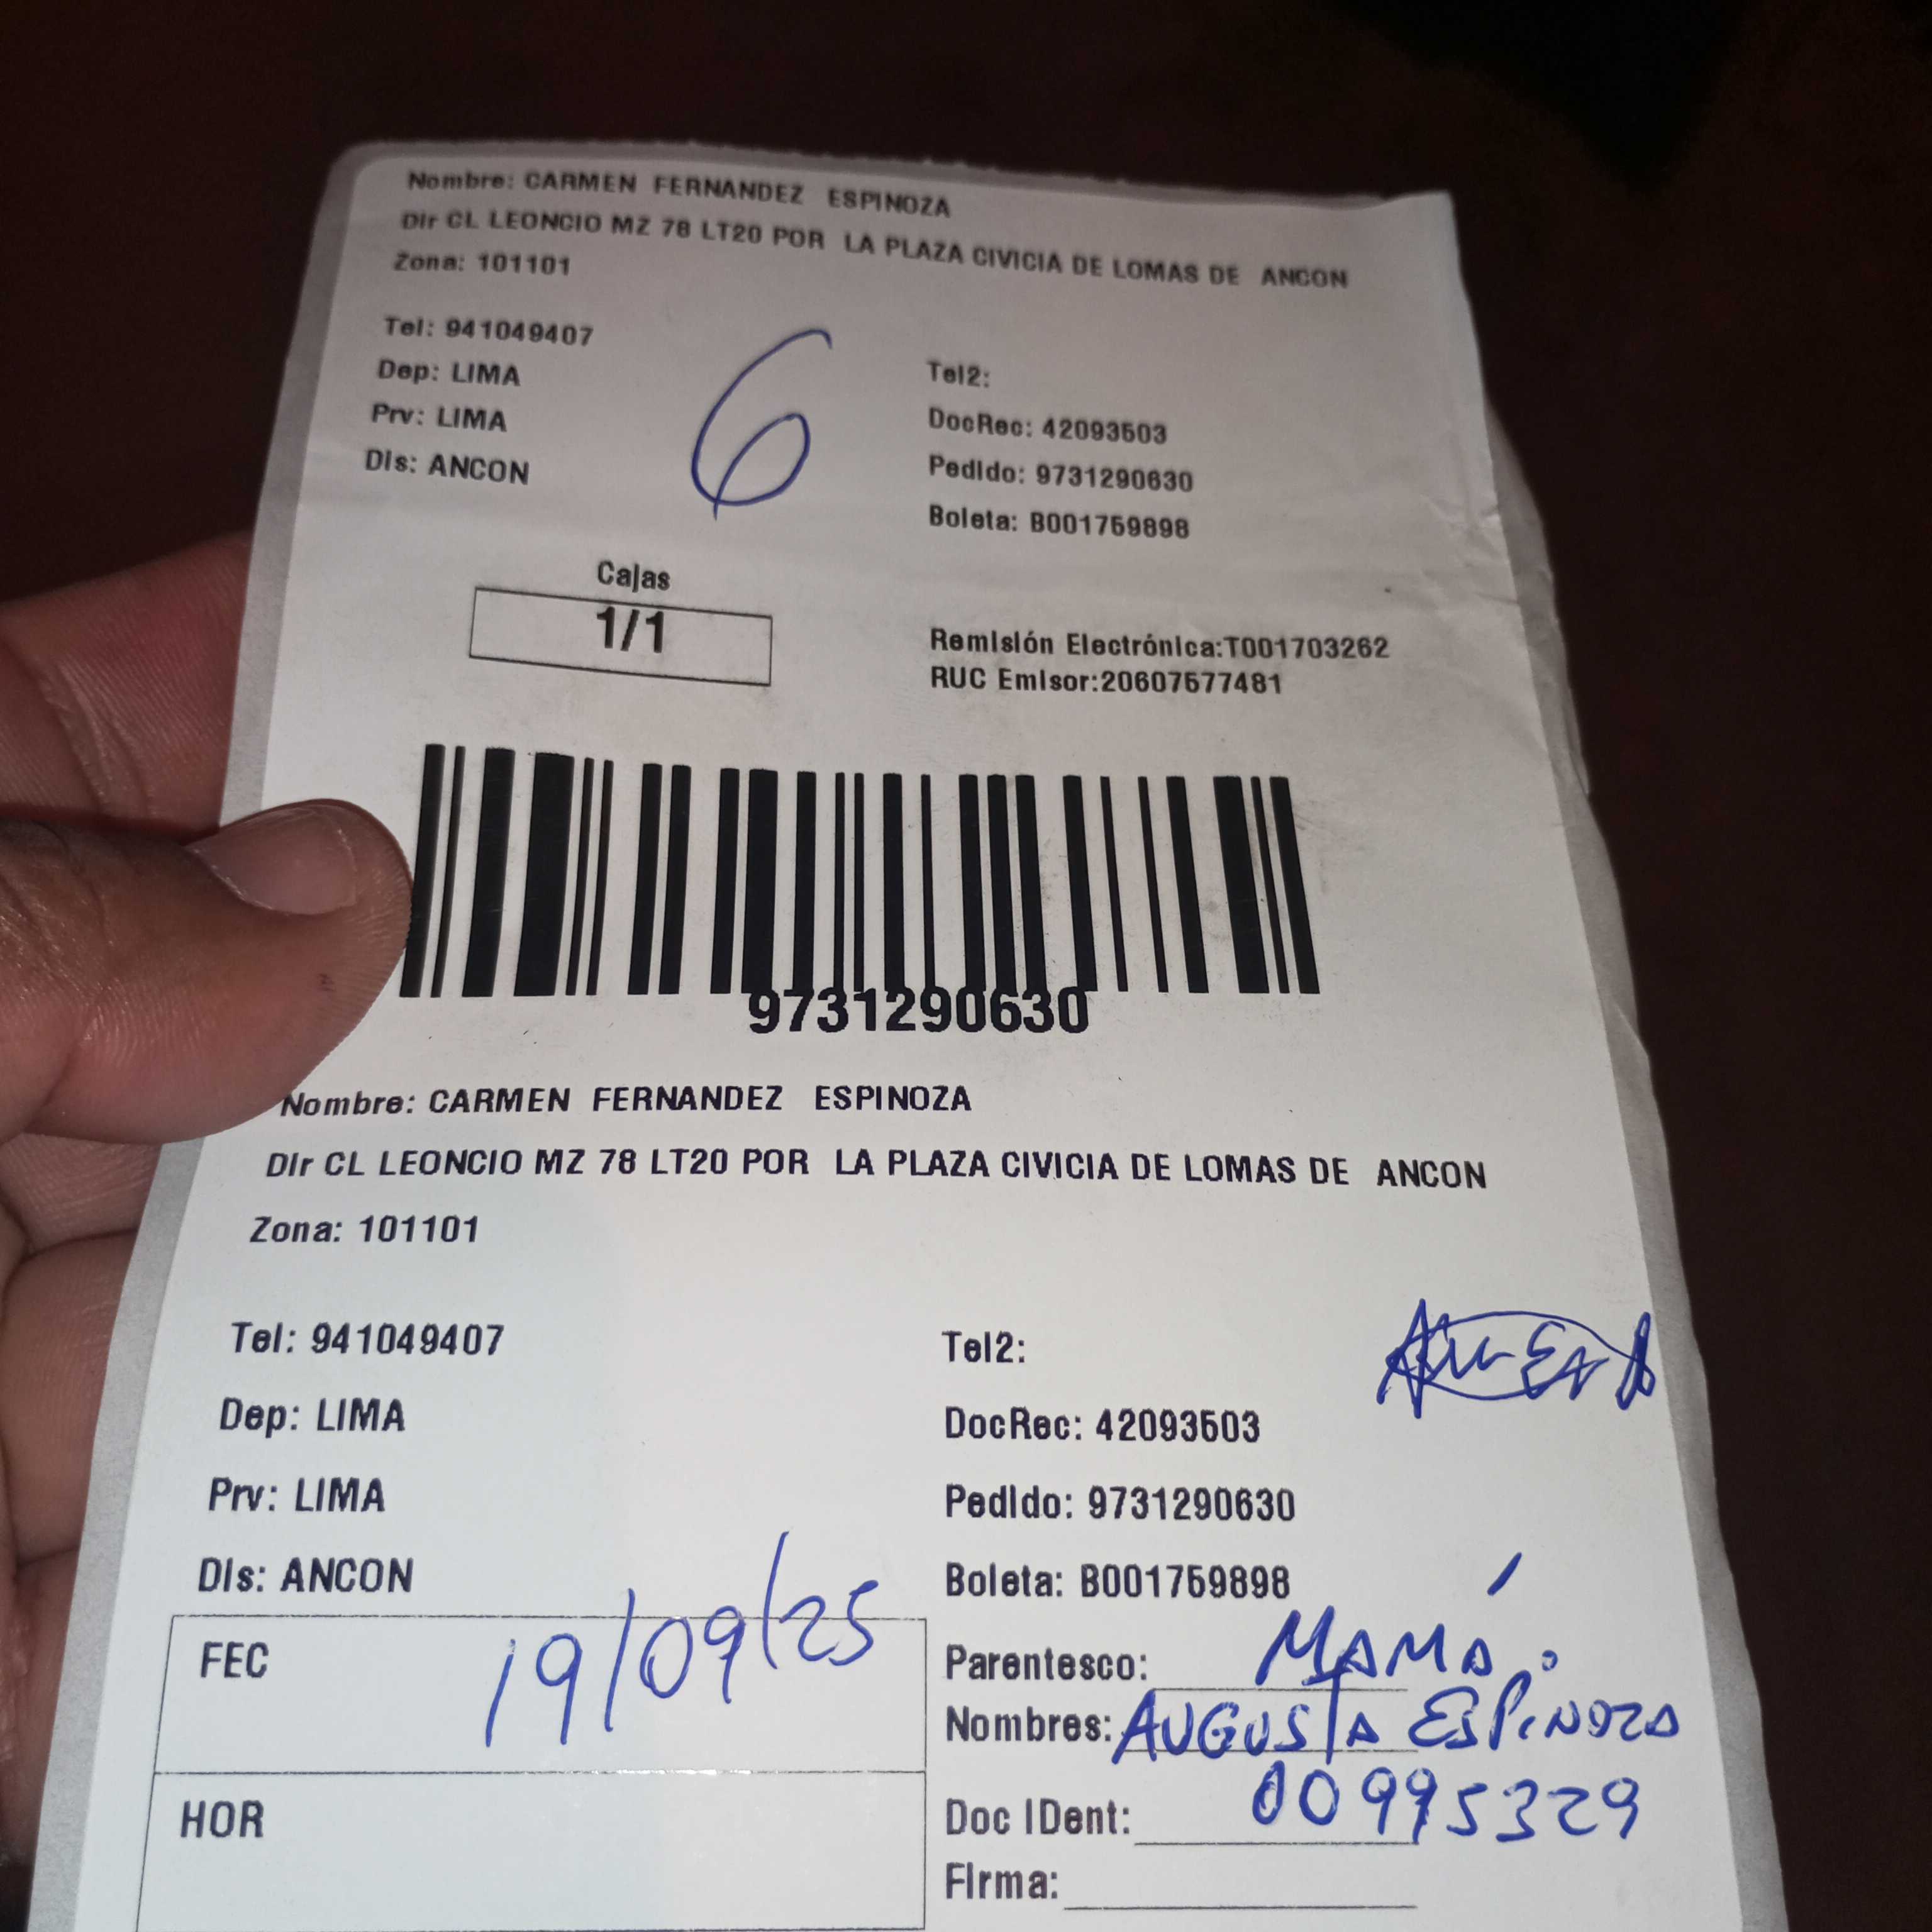 Nombre: CARMEN FERNANDEZ ESPINOZA
Dir CL LEONCIO MZ 78 LT20 POR LA PLAZA CIVICIA DE LOMAS DE ANCON
Zona: 101101
Tel: 941049407
Dep: LIMA
Prv: LIMA
Dis: ANCON
6
Tel2:
DocRec: 42093503
Pedido: 9731290630
Boleta: B001759898
Cajas
1/1
Remisión Electrónica:T001703262
RUC Emisor:20607577481
9731290630
Nombre: CARMEN FERNANDEZ ESPINOZA
Dir CL LEONCIO MZ 78 LT20 POR LA PLAZA CIVICIA DE LOMAS DE ANCON
Zona: 101101
Tel: 941049407
Dep: LIMA
Prv: LIMA
Dis: ANCON
Tel2:
DocRec: 42093503
Pedido: 9731290630
Boleta: B001759898
FEC 19/09/25
HOR
Parentesco: MAMÁ.
Nombres: AUGUSTA ESPINOZA
Doc IDent: 00995329
Firma: